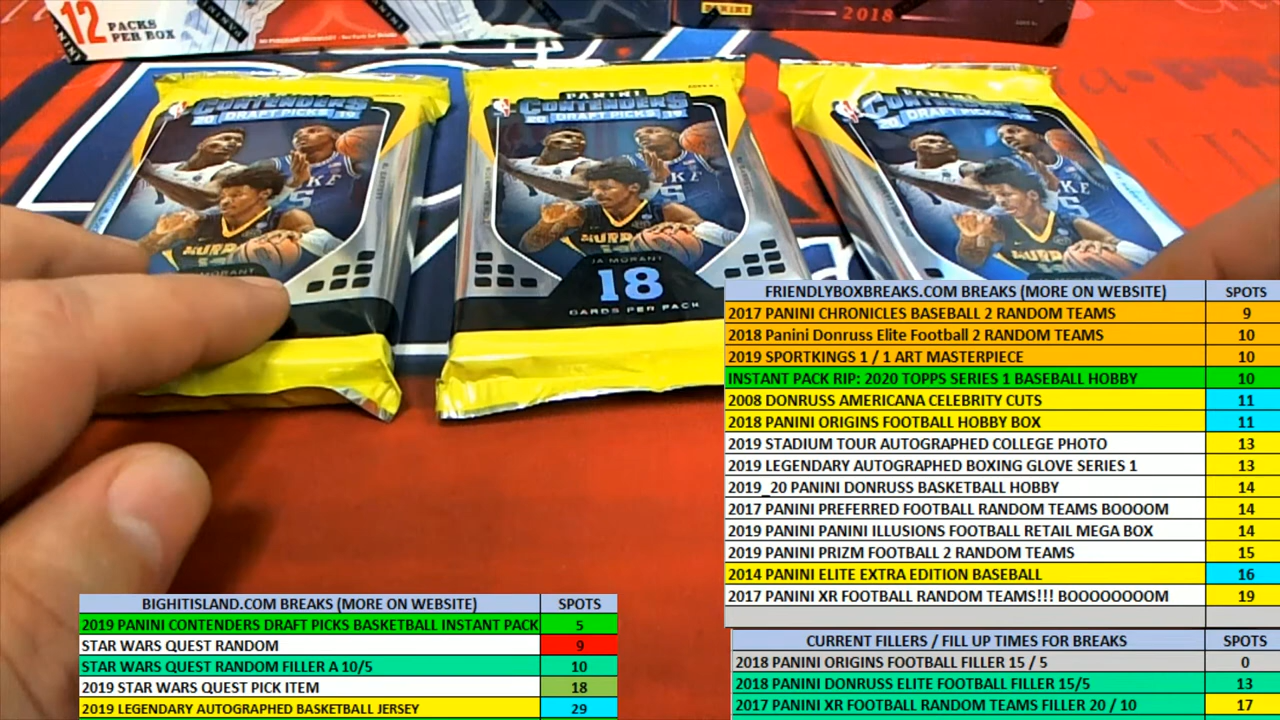 12 PACKS PER BOX
PANINI
2018
CONTENDERS
20 DRAFT PICKS 19
PANINI
CONTENDERS
20 DRAFT PICKS 19
CONTENDERS
20 DRAFT PICKS
JA MORANT
18
CARDS PER PACK
FRIENDLYBOXBREAKS.COM BREAKS (MORE ON WEBSITE) SPOTS
2017 PANINI CHRONICLES BASEBALL 2 RANDOM TEAMS 9
2018 Panini Donruss Elite Football 2 RANDOM TEAMS 10
2019 SPORTKINGS 1 / 1 ART MASTERPIECE 10
INSTANT PACK RIP: 2020 TOPPS SERIES 1 BASEBALL HOBBY 10
2008 DONRUSS AMERICANA CELEBRITY CUTS 11
2018 PANINI ORIGINS FOOTBALL HOBBY BOX 11
2019 STADIUM TOUR AUTOGRAPHED COLLEGE PHOTO 13
2019 LEGENDARY AUTOGRAPHED BOXING GLOVE SERIES 1 13
2019_20 PANINI DONRUSS BASKETBALL HOBBY 14
2017 PANINI PREFERRED FOOTBALL RANDOM TEAMS BOOOOM 14
2019 PANINI PANINI ILLUSIONS FOOTBALL RETAIL MEGA BOX 14
2019 PANINI PRIZM FOOTBALL 2 RANDOM TEAMS 15
2014 PANINI ELITE EXTRA EDITION BASEBALL 16
2017 PANINI XR FOOTBALL RANDOM TEAMS!!! BOOOOOOOOM 19
BIGHITISLAND.COM BREAKS (MORE ON WEBSITE) SPOTS
2019 PANINI CONTENDERS DRAFT PICKS BASKETBALL INSTANT PACK 5
STAR WARS QUEST RANDOM 9
STAR WARS QUEST RANDOM FILLER A 10/5 10
2019 STAR WARS QUEST PICK ITEM 18
2019 LEGENDARY AUTOGRAPHED BASKETBALL JERSEY 29
CURRENT FILLERS / FILL UP TIMES FOR BREAKS SPOTS
2018 PANINI ORIGINS FOOTBALL FILLER 15 / 5 0
2018 PANINI DONRUSS ELITE FOOTBALL FILLER 15/5 13
2017 PANINI XR FOOTBALL RANDOM TEAMS FILLER 20 / 10 17